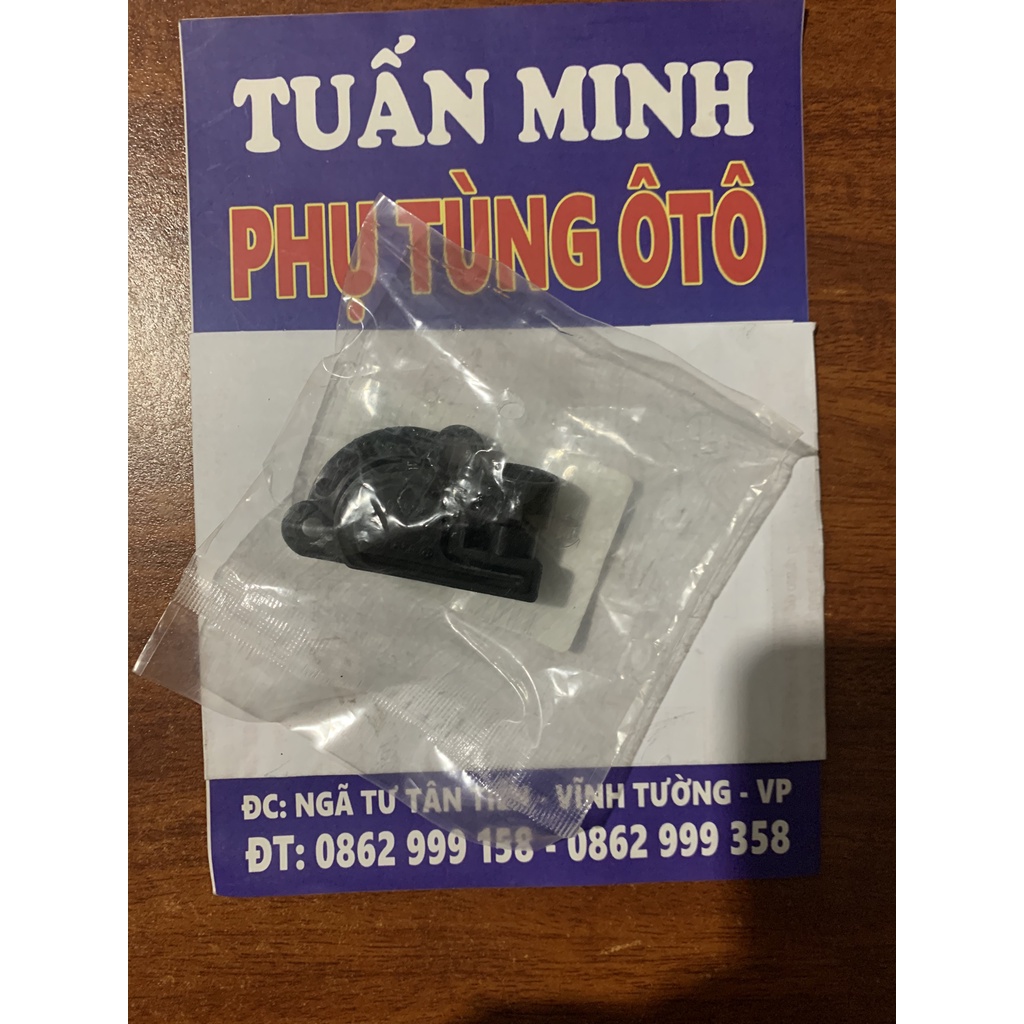 TUẤN MINH
PHỤ TÙNG ÔTÔ
ĐC: NGÃ TƯ TÂN TIẾN - VĨNH TƯỜNG - VP
ĐT: 0862 999 158 - 0862 999 358